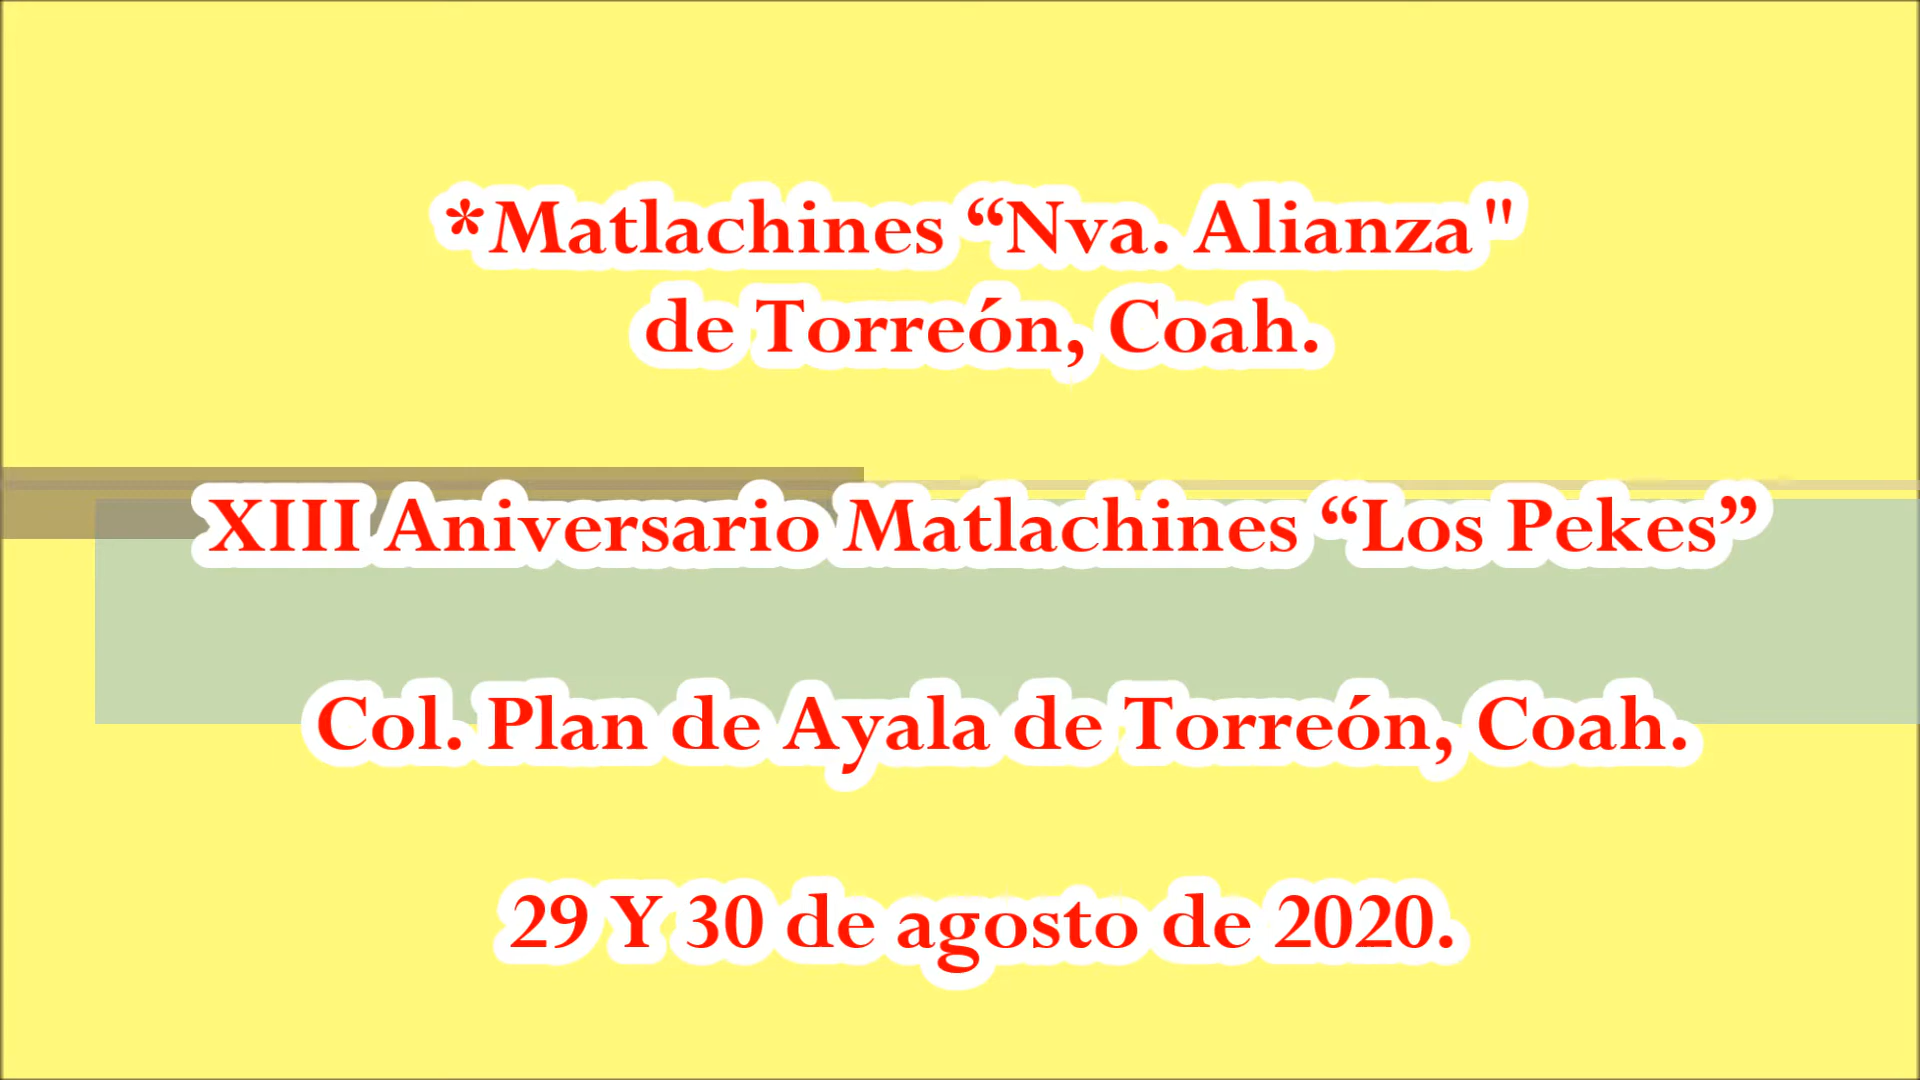 *Matlachines “Nva. Alianza"
de Torreón, Coah.
XIII Aniversario Matlachines “Los Pekes”
Col. Plan de Ayala de Torreón, Coah.
29 Y 30 de agosto de 2020.